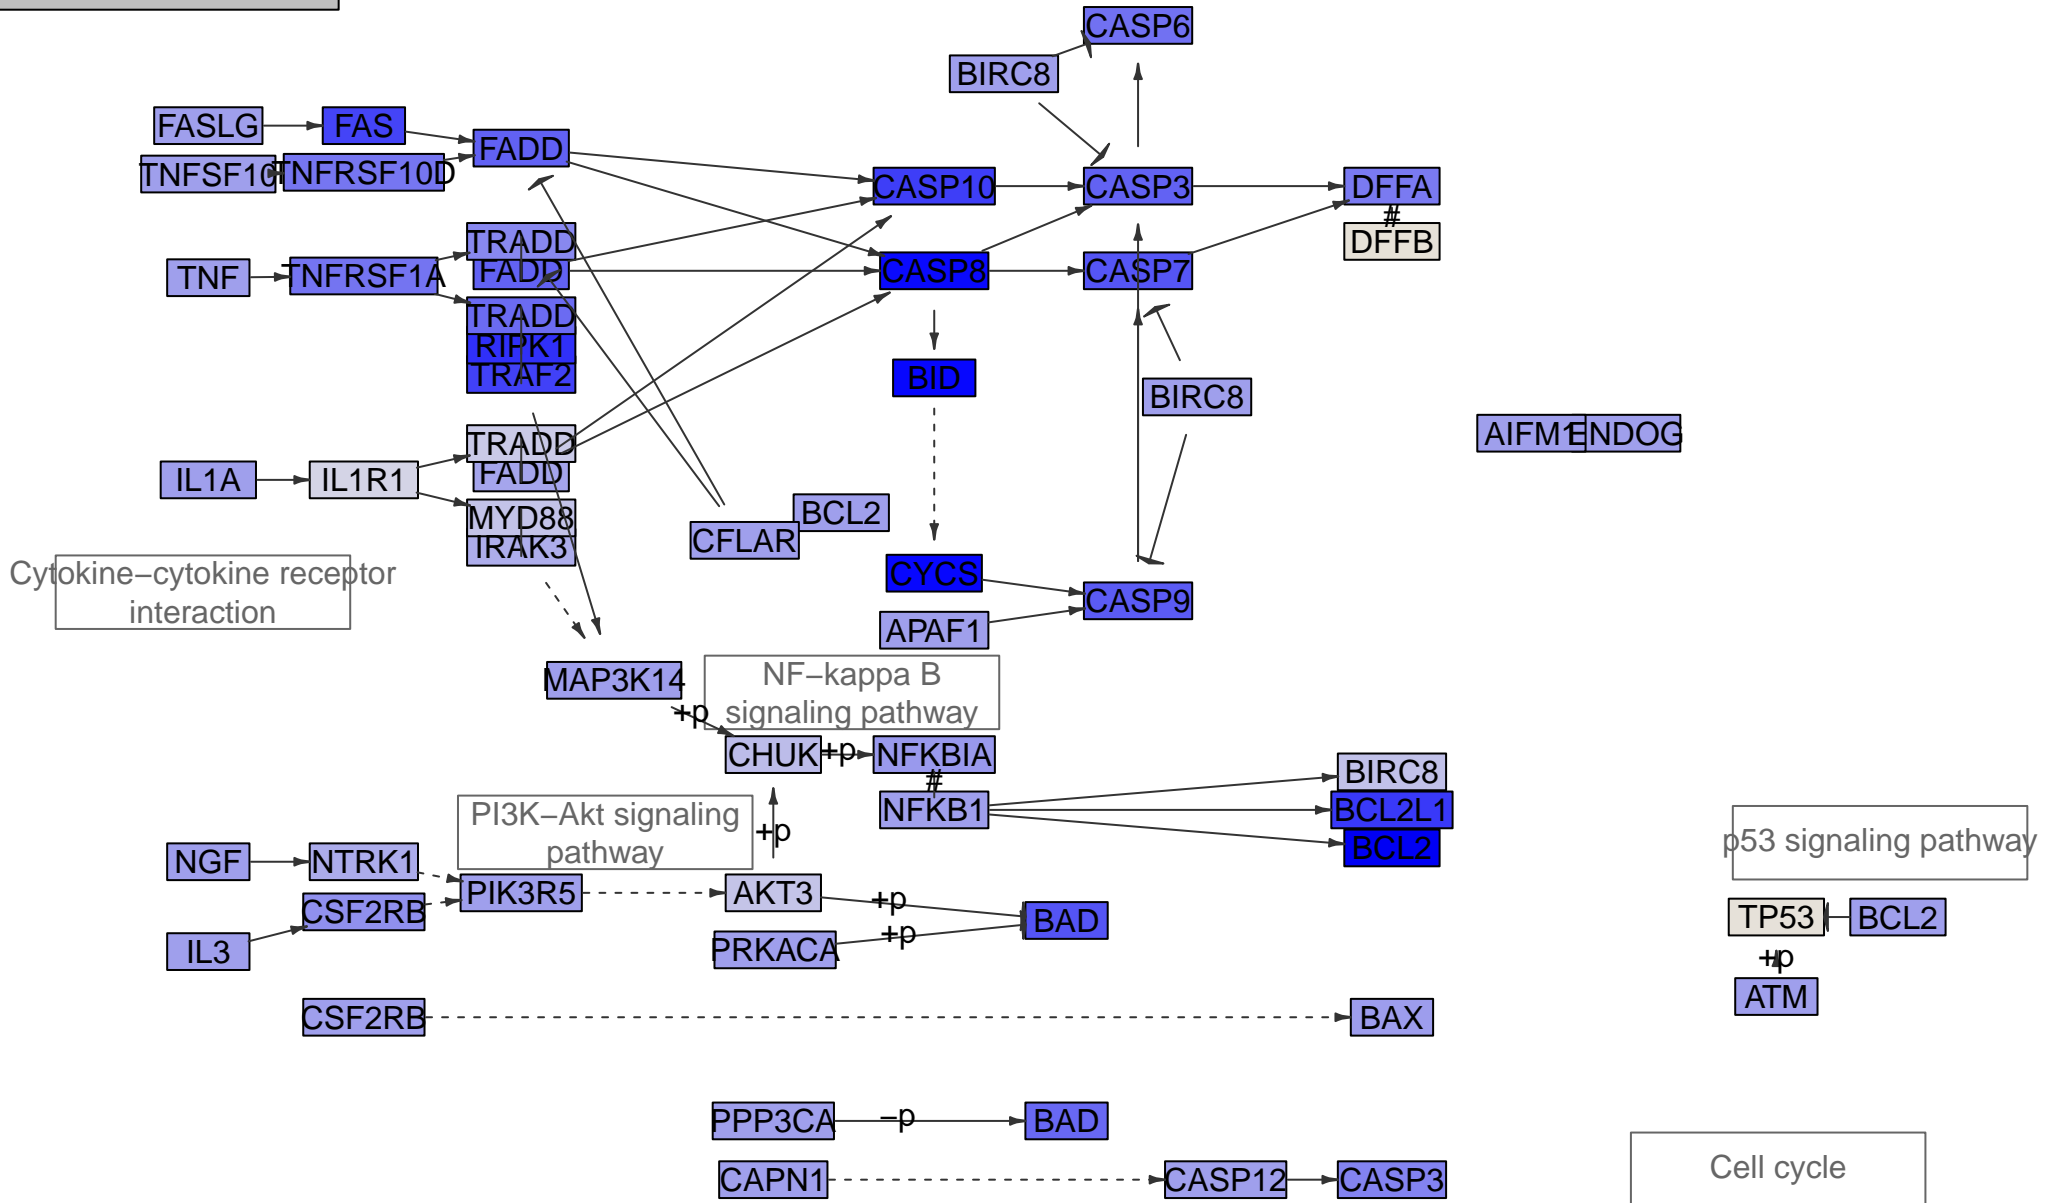 CASP6
BIRC8
FASLG
FAS
FADD
TNFSF10
TNFRSF10D
CASP10
CASP3
DFFA
#
DFFB
TRADD
FADD
TNF
TNFRSF1A
CASP8
CASP7
TRADD
RIPK1
TRAF2
BID
BIRC8
AIFM1
ENDOG
TRADD
FADD
IL1A
IL1R1
MYD88
IRAK3
BCL2
CFLAR
Cytokine−cytokine receptor
interaction
CYCS
CASP9
APAF1
MAP3K14
NF−kappa B
signaling pathway
+p
CHUK
+p
NFKBIA
#
NFKB1
BIRC8
BCL2L1
BCL2
PI3K−Akt signaling
pathway
+p
p53 signaling pathway
NGF
NTRK1
CSF2RB
PIK3R5
AKT3
+p
BAD
+p
PRKACA
IL3
TP53
BCL2
+p
ATM
CSF2RB
BAX
PPP3CA
−p
BAD
CAPN1
CASP12
CASP3
Cell cycle